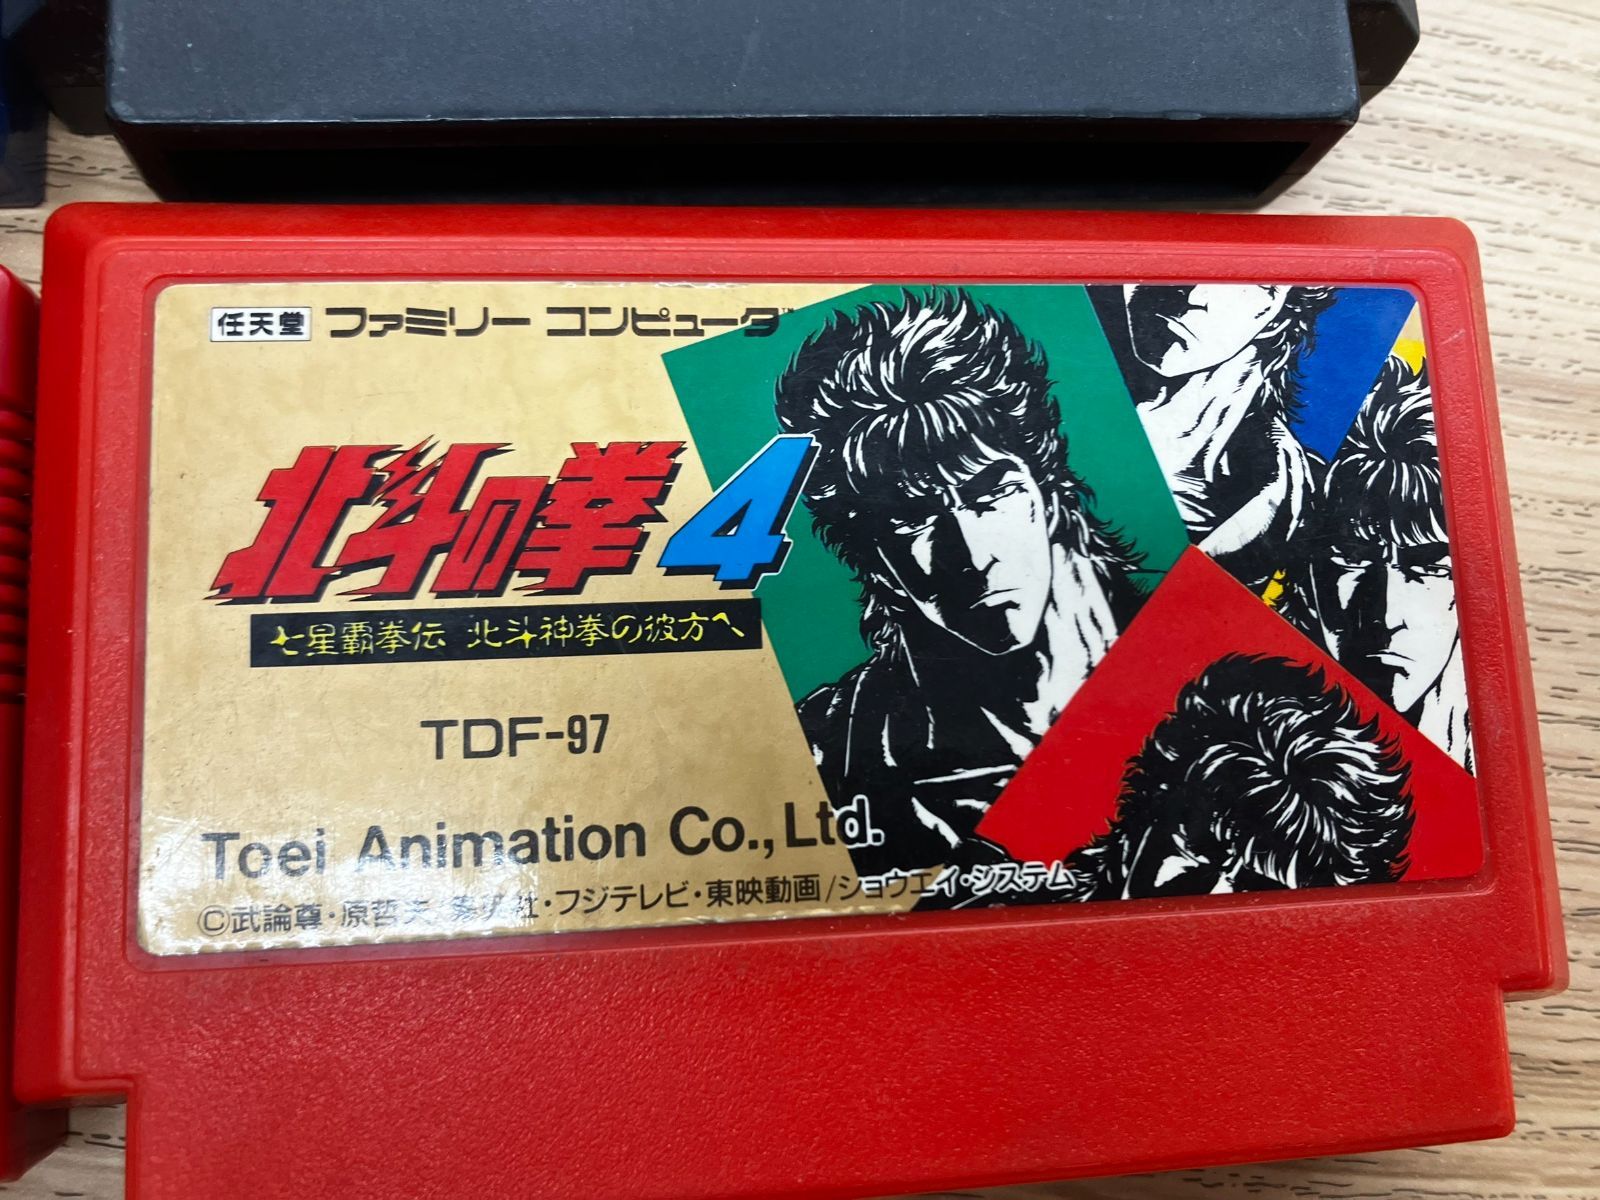 任天堂 ファミリー コンピュータ™
北斗の拳4
七星覇拳伝 北斗神拳の彼方へ
TDF-97
Toei Animation Co., Ltd.
©武論尊・原哲夫/集英社・フジテレビ・東映動画/ショウエイ・システム